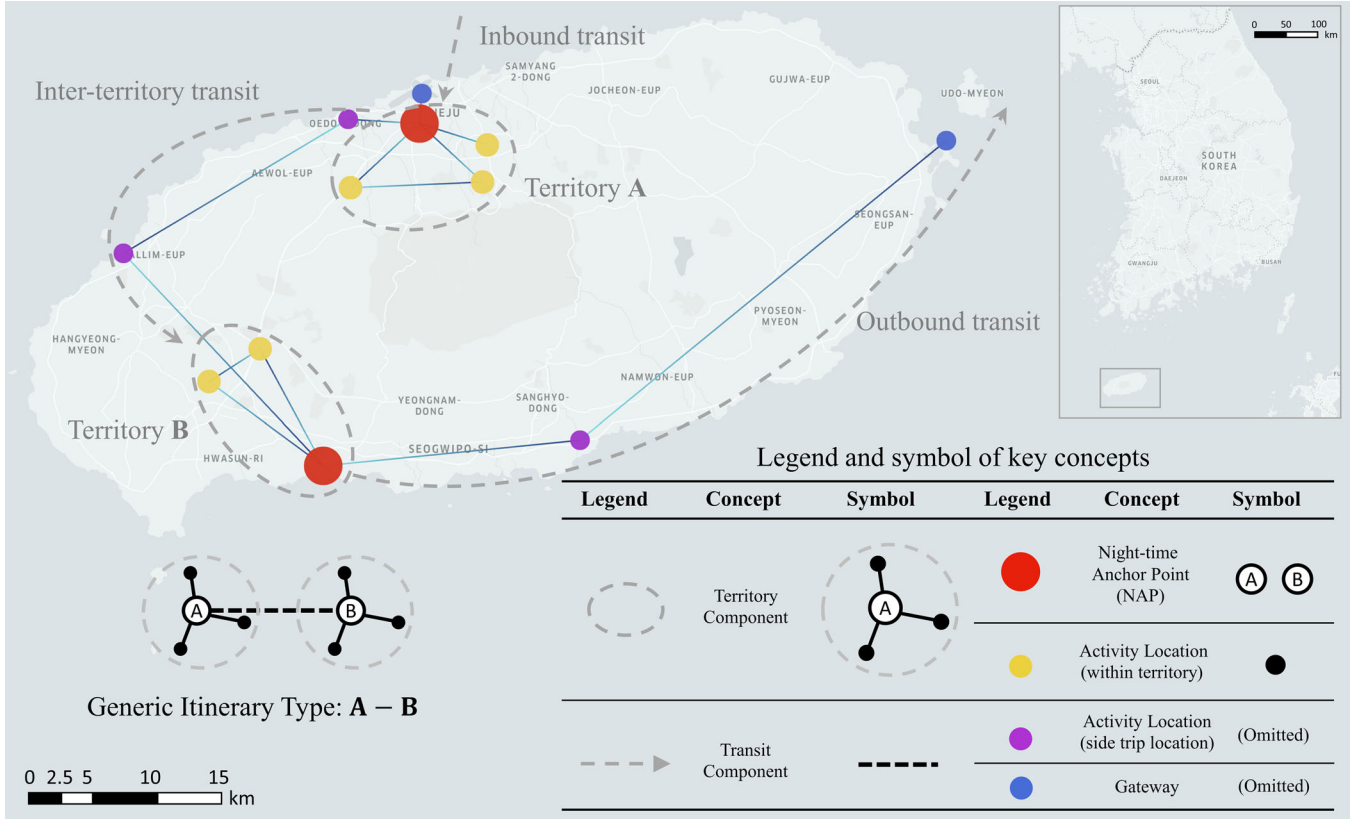 Inbound transit
Inter-territory transit
SAMYANG
2-DONG
JOCHEON-EUP
GUJWA-EUP
UDO-MYEON
AEWOL-EUP
Territory A
SEONGSAN-
EUP
HANGYEONG-
MYEON
PYOSEON-
MYEON
Outbound transit
NAMWON-EUP
YEONGNAM-
DONG
SANGHYO-
DONG
Territory B
HWASUN-RI
SEOGWIPO-SI
0 50 100
km
SEOUL
SOUTH
KOREA
DAEJEON
GWANGJU
BUSAN
Legend and symbol of key concepts
Legend Concept Symbol Legend Concept Symbol
Territory
Component
A
Night-time
Anchor Point
(NAP)
A B
Activity Location
(within territory)
Transit
Component
Activity Location
(side trip location)
(Omitted)
Gateway
(Omitted)
A B
Generic Itinerary Type: A – B
0 2.5 5 10 15
km